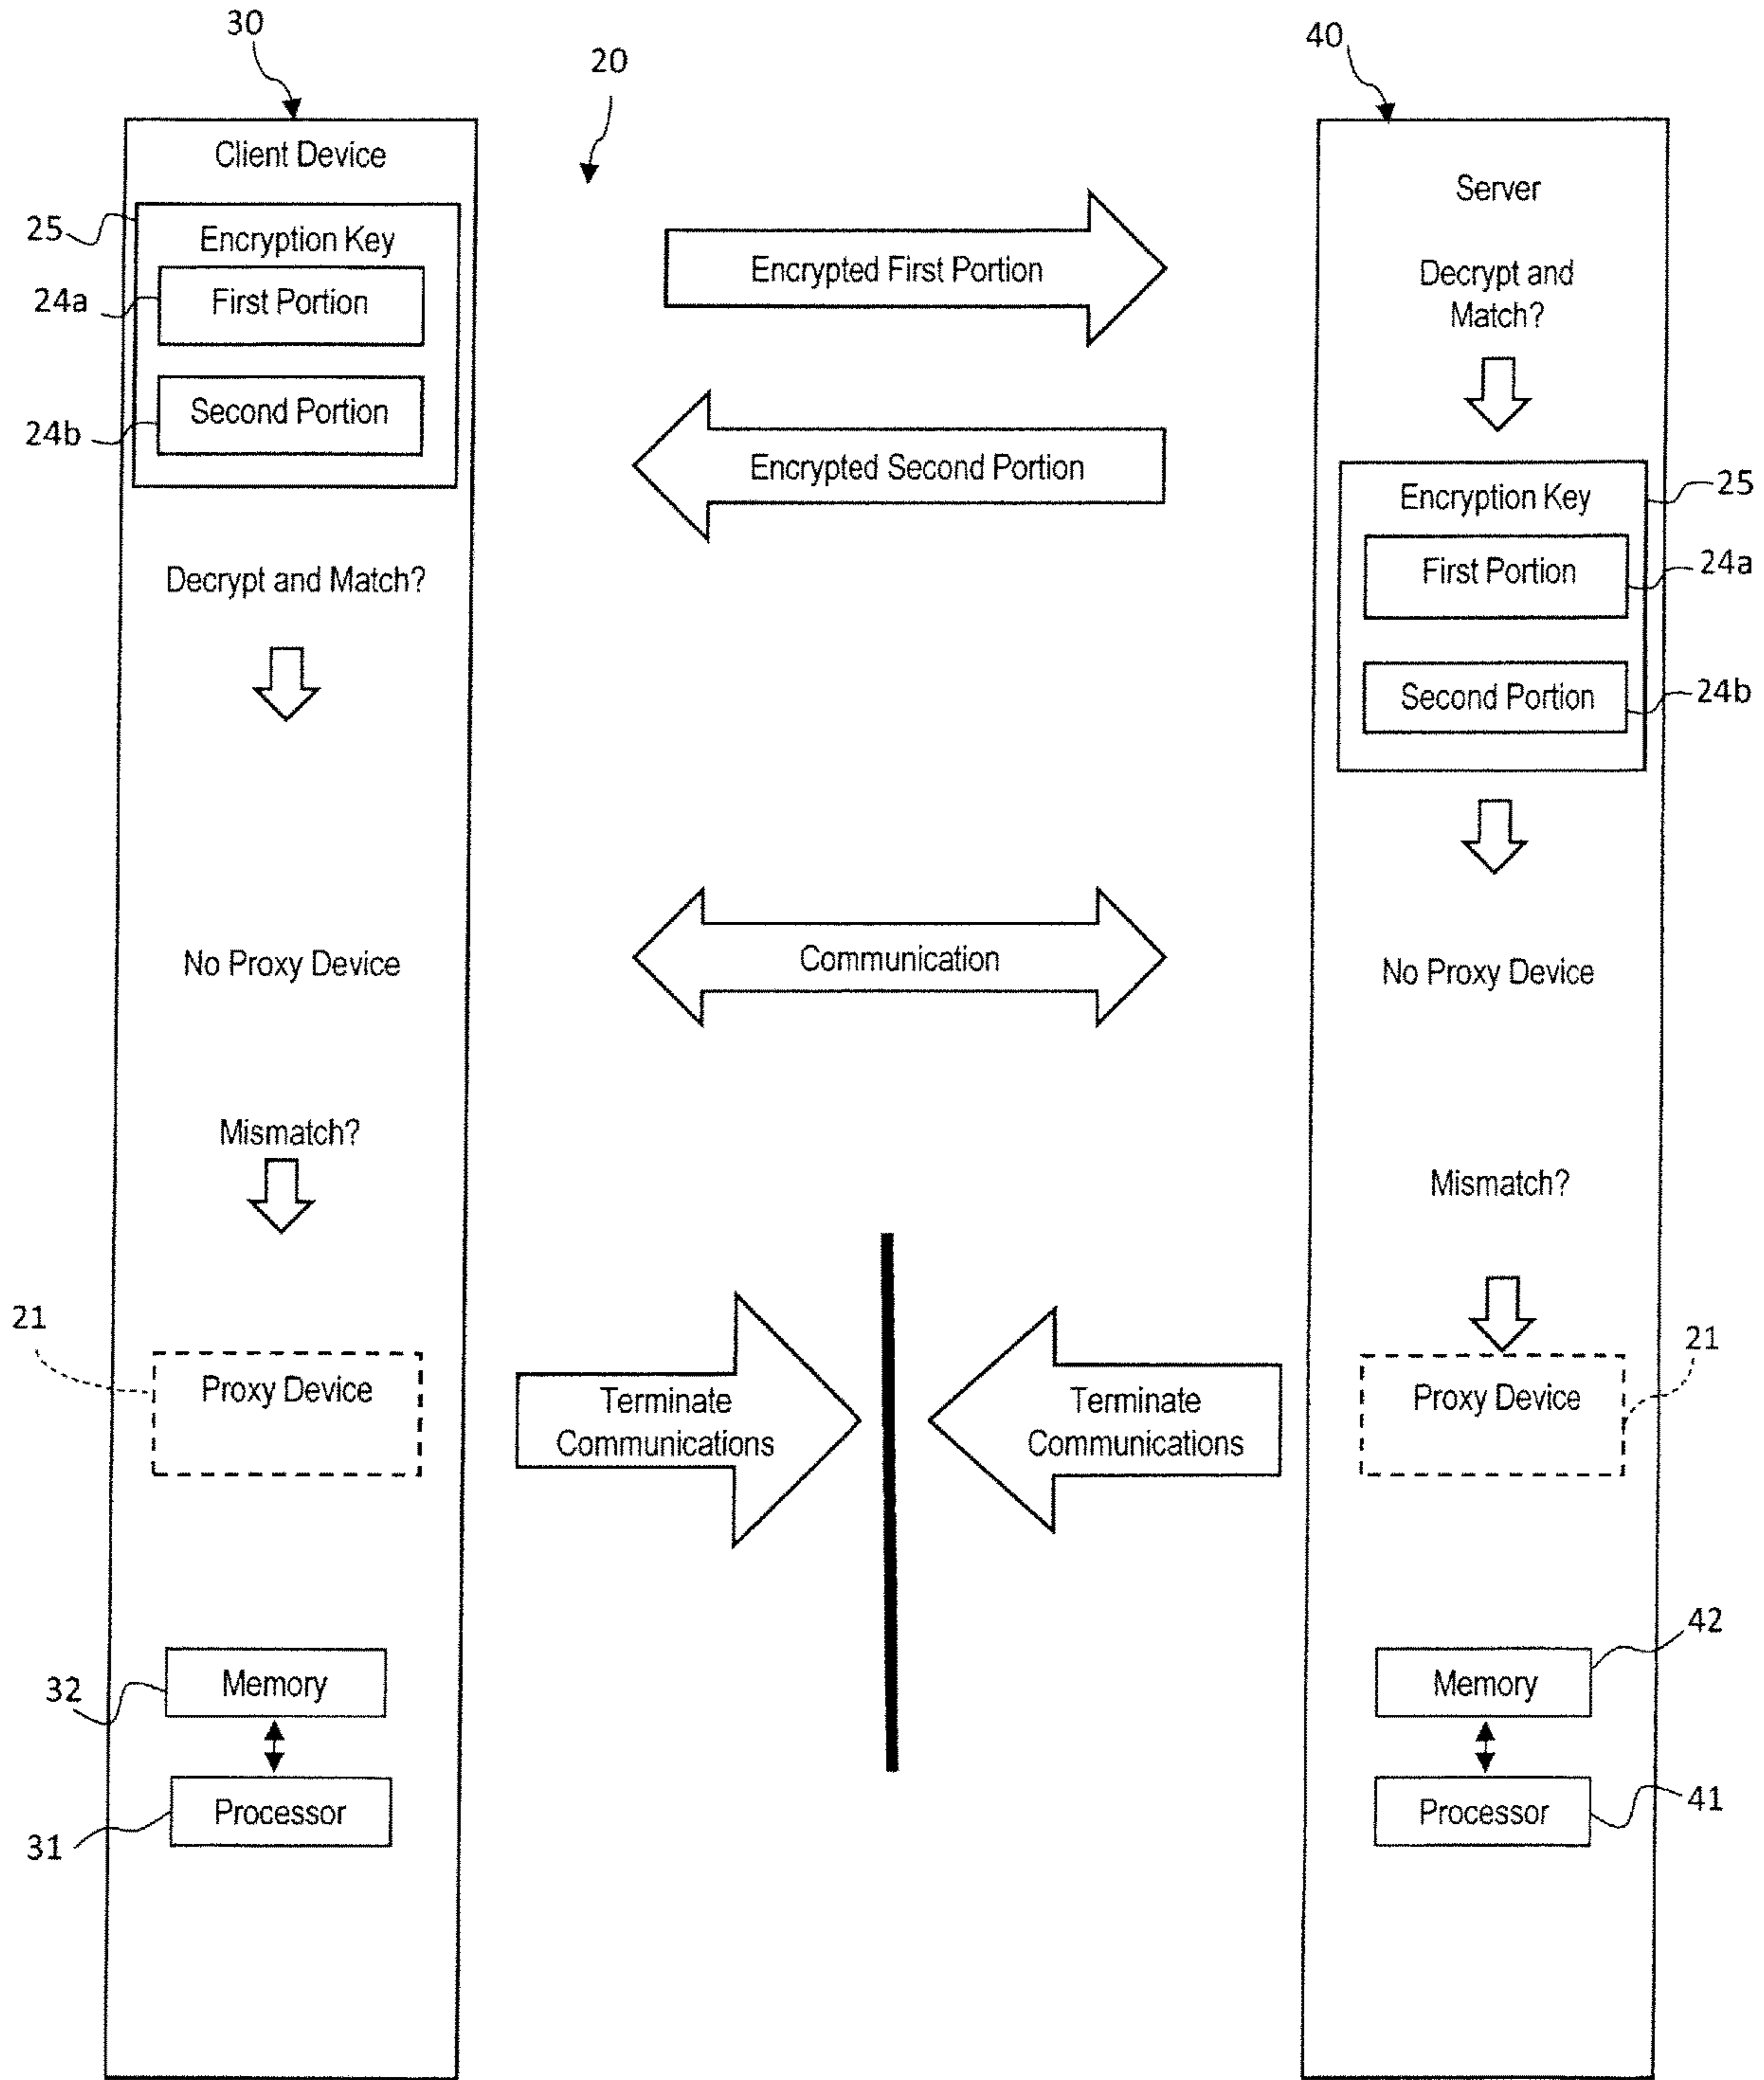 30
20
40
Client Device
Server
25
Encryption Key
24a
First Portion
24b
Second Portion
Encrypted First Portion
Decrypt and
Match?
Encrypted Second Portion
Encryption Key
25
First Portion
24a
Second Portion
24b
Decrypt and Match?
No Proxy Device
Communication
No Proxy Device
Mismatch?
Mismatch?
21
Proxy Device
Terminate
Communications
Terminate
Communications
Proxy Device
21
32
Memory
31
Processor
Memory
42
Processor
41